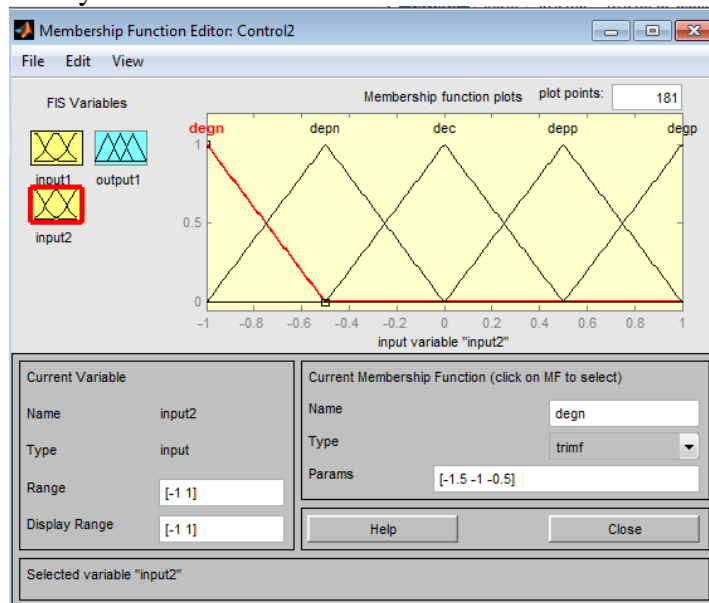 Membership Function Editor: Control2
File Edit View
FIS Variables
Membership function plots plot points: 181
input1 output1
input2
degn depn dec depp degp
1
0.5
0
-1 -0.8 -0.6 -0.4 -0.2 0 0.2 0.4 0.6 0.8 1
input variable "input2"
Current Variable
Name input2
Type input
Range [-1 1]
Display Range [-1 1]
Current Membership Function (click on MF to select)
Name degn
Type trimf
Params [-1.5 -1 -0.5]
Help Close
Selected variable "input2"